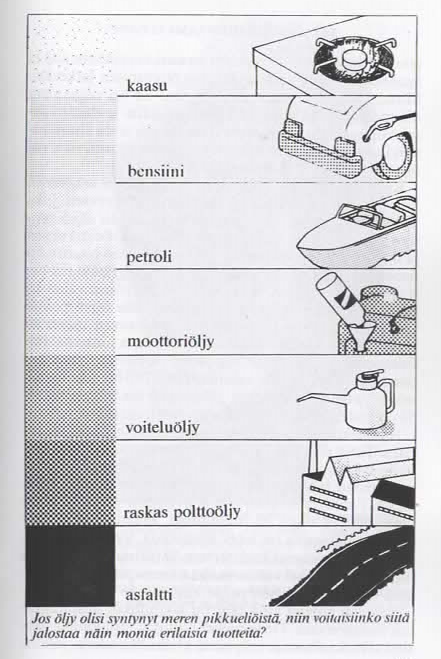 kaasu
bensiini
petroli
moottoriöljy
voiteluöljy
raskas polttoöljy
asfaltti
Jos öljy olisi syntynyt meren pikkueliöistä, niin voitaisiinko siitä
jalostaa näin monia erilaisia tuotteita?